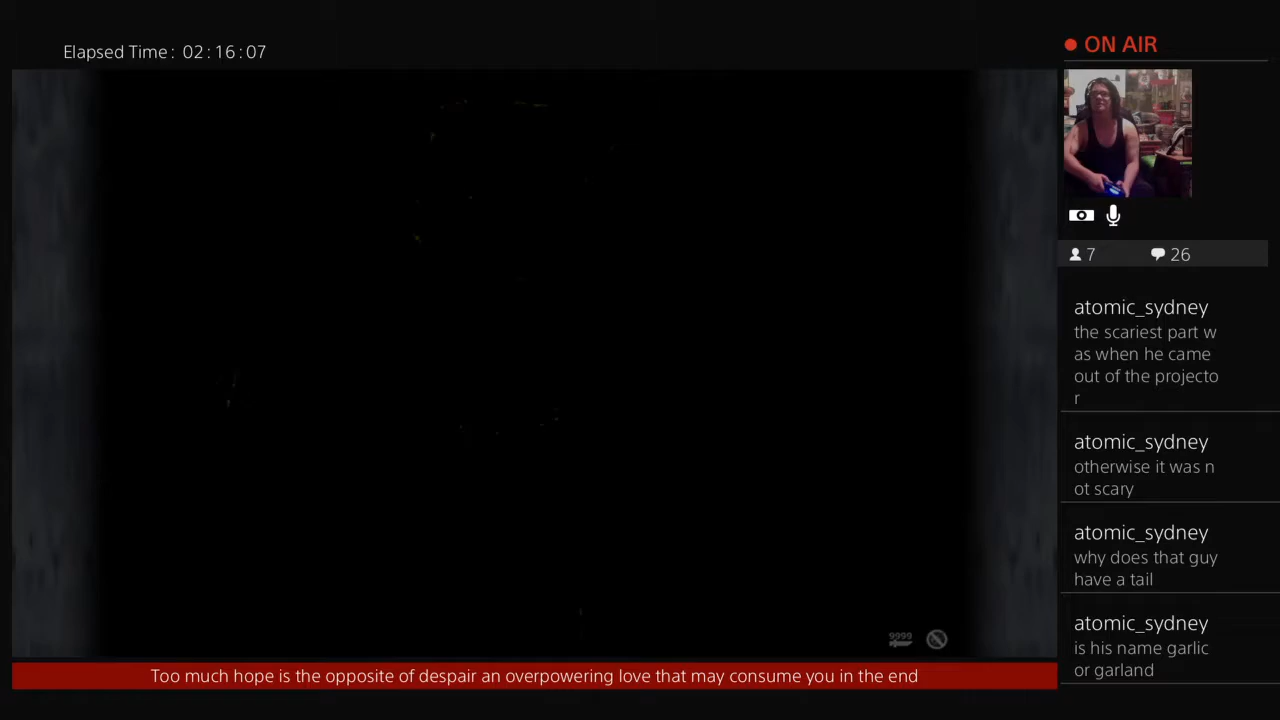 Elapsed Time: 02:16:07
ON AIR
7 26
atomic_sydney
the scariest part w
as when he came
out of the projecto
r
atomic_sydney
otherwise it was n
ot scary
atomic_sydney
why does that guy
have a tail
atomic_sydney
is his name garlic
or garland
9999
Too much hope is the opposite of despair an overpowering love that may consume you in the end